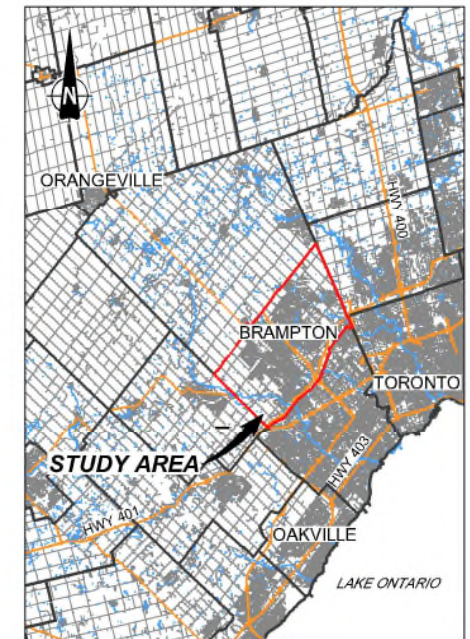 N
ORANGEVILLE
HWY 400
BRAMPTON
TORONTO
STUDY AREA
HWY 403
HWY 401
OAKVILLE
LAKE ONTARIO